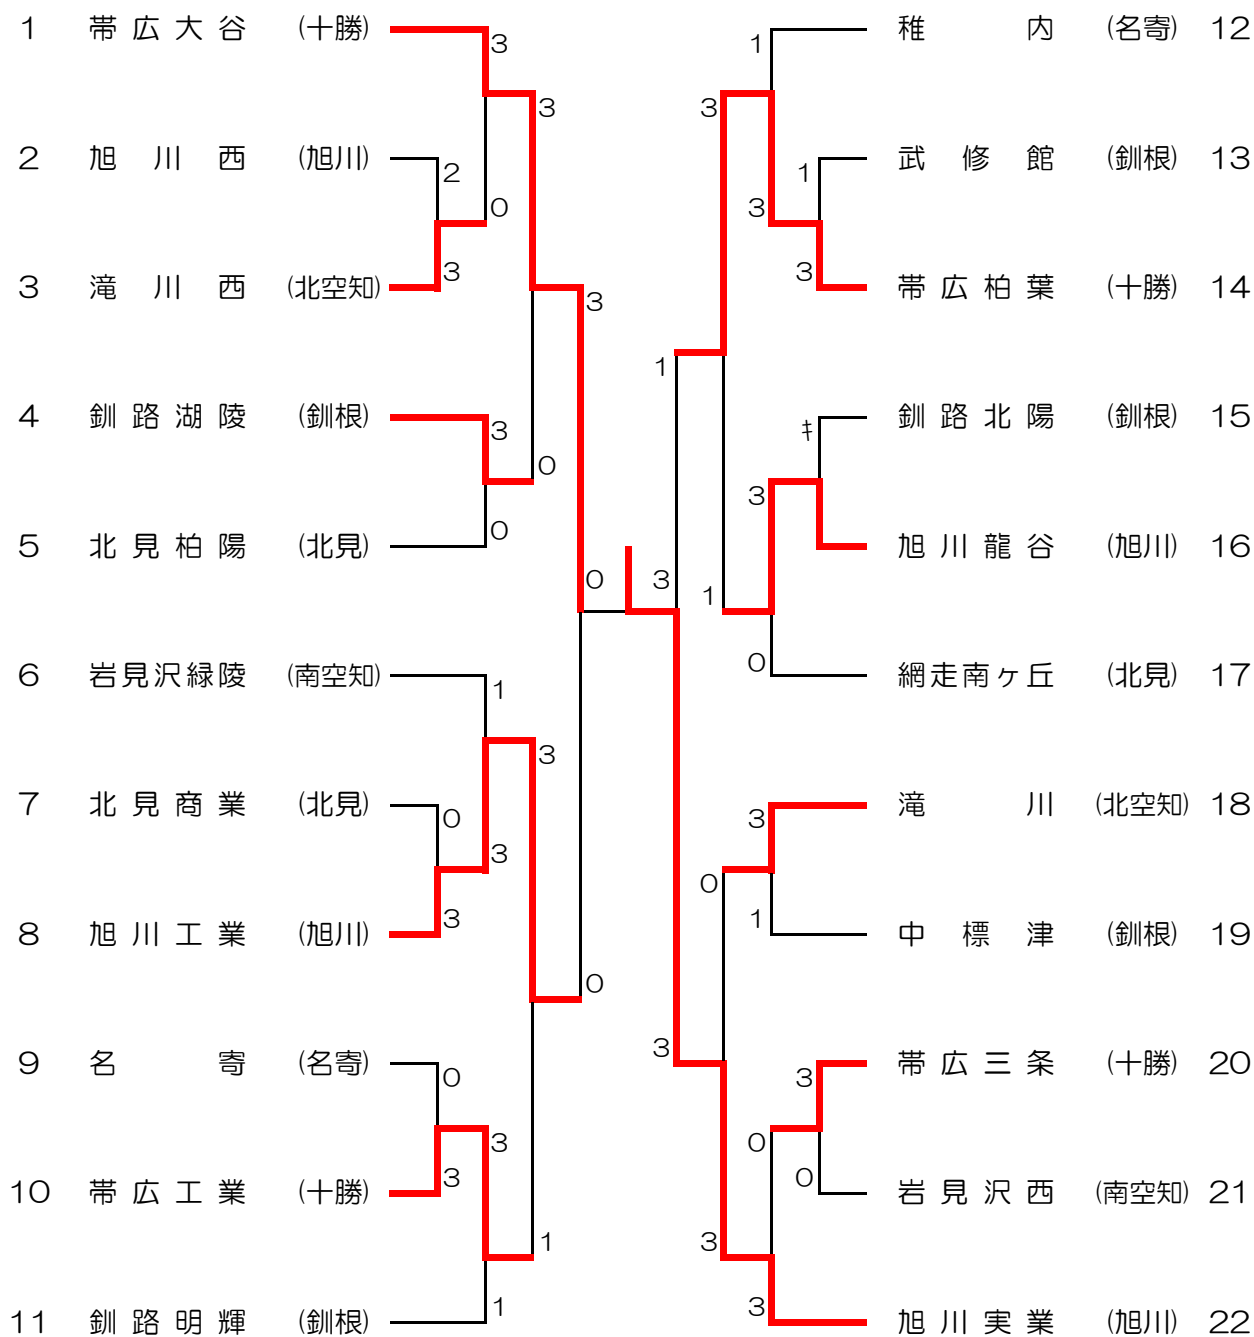 1 帯広大谷 (十勝)
3
3
2 旭川西 (旭川)
2
0
3 滝川西 (北空知)
3
3
4 釧路湖陵 (釧根)
3
0
5 北見柏陽 (北見)
0
0
6 岩見沢緑陵 (南空知)
1
3
7 北見商業 (北見)
0
3
8 旭川工業 (旭川)
3
0
9 名寄 (名寄)
0
3
10 帯広工業 (十勝)
3
1
11 釧路明輝 (釧根)
1
稚内 (名寄) 12
1
3
武修館 (釧根) 13
1
3
帯広柏葉 (十勝) 14
3
1
釧路北陽 (釧根) 15
キ
3
旭川龍谷 (旭川) 16
3
1
網走南ヶ丘 (北見) 17
0
滝川 (北空知) 18
3
0
中標津 (釧根) 19
1
3
帯広三条 (十勝) 20
3
0
岩見沢西 (南空知) 21
0
3
旭川実業 (旭川) 22
3